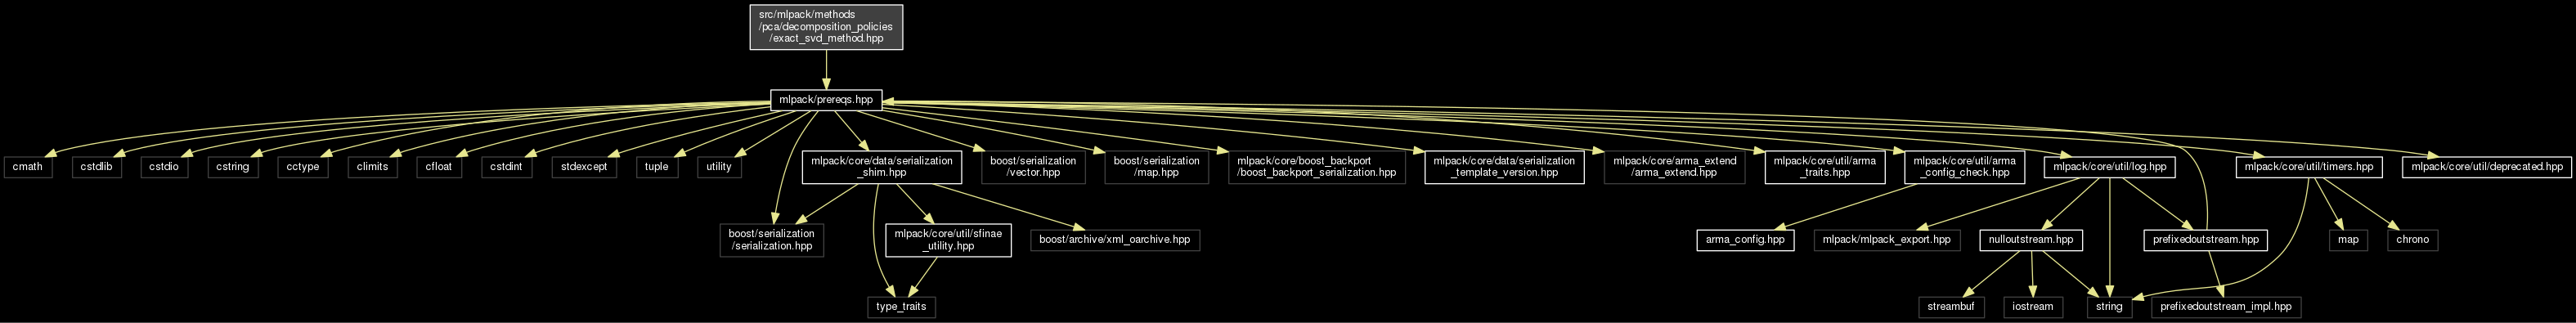 src/mlpack/methods
/pca/decomposition_policies
/exact_svd_method.hpp
mlpack/prereqs.hpp
cmath
cstdlib
cstdio
cstring
cctype
climits
cfloat
cstdint
stdexcept
tuple
utility
mlpack/core/data/serialization
_shim.hpp
boost/serialization
/vector.hpp
boost/serialization
/map.hpp
mlpack/core/boost_backport
/boost_backport_serialization.hpp
mlpack/core/data/serialization
_template_version.hpp
mlpack/core/arma_extend
/arma_extend.hpp
mlpack/core/util/arma
_traits.hpp
mlpack/core/util/arma
_config_check.hpp
mlpack/core/util/log.hpp
mlpack/core/util/timers.hpp
mlpack/core/util/deprecated.hpp
boost/serialization
/serialization.hpp
mlpack/core/util/sfinae
_utility.hpp
boost/archive/xml_oarchive.hpp
arma_config.hpp
mlpack/mlpack_export.hpp
nulloutstream.hpp
prefixedoutstream.hpp
map
chrono
type_traits
streambuf
iostream
string
prefixedoutstream_impl.hpp